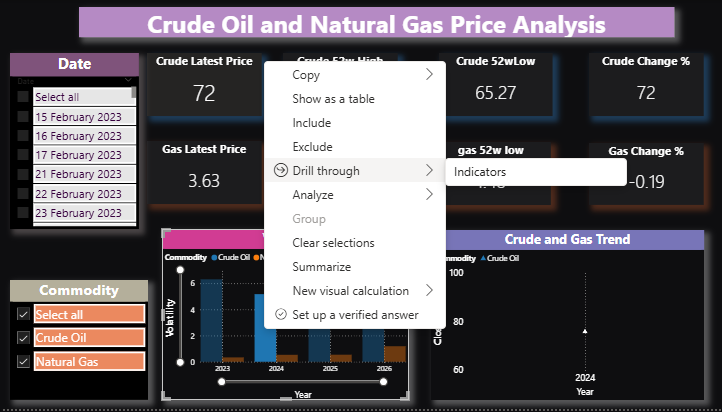 Crude Oil and Natural Gas Price Analysis
Date
Date
Select all
15 February 2023
16 February 2023
17 February 2023
21 February 2023
22 February 2023
23 February 2023
Crude Latest Price
72
Crude 52w High
Crude 52wLow
65.27
Crude Change %
72
Gas Latest Price
3.63
gas 52w low
Gas Change %
-0.19
Copy
Show as a table
Include
Exclude
Drill through
Indicators
Analyze
Group
Clear selections
Summarize
New visual calculation
Set up a verified answer
Commodity
Select all
Crude Oil
Natural Gas
Commodity
Crude Oil
Volatility
6
4
2
0
2023
2024
2025
2026
Year
Crude and Gas Trend
Commodity
Crude Oil
100
80
60
2024
Year